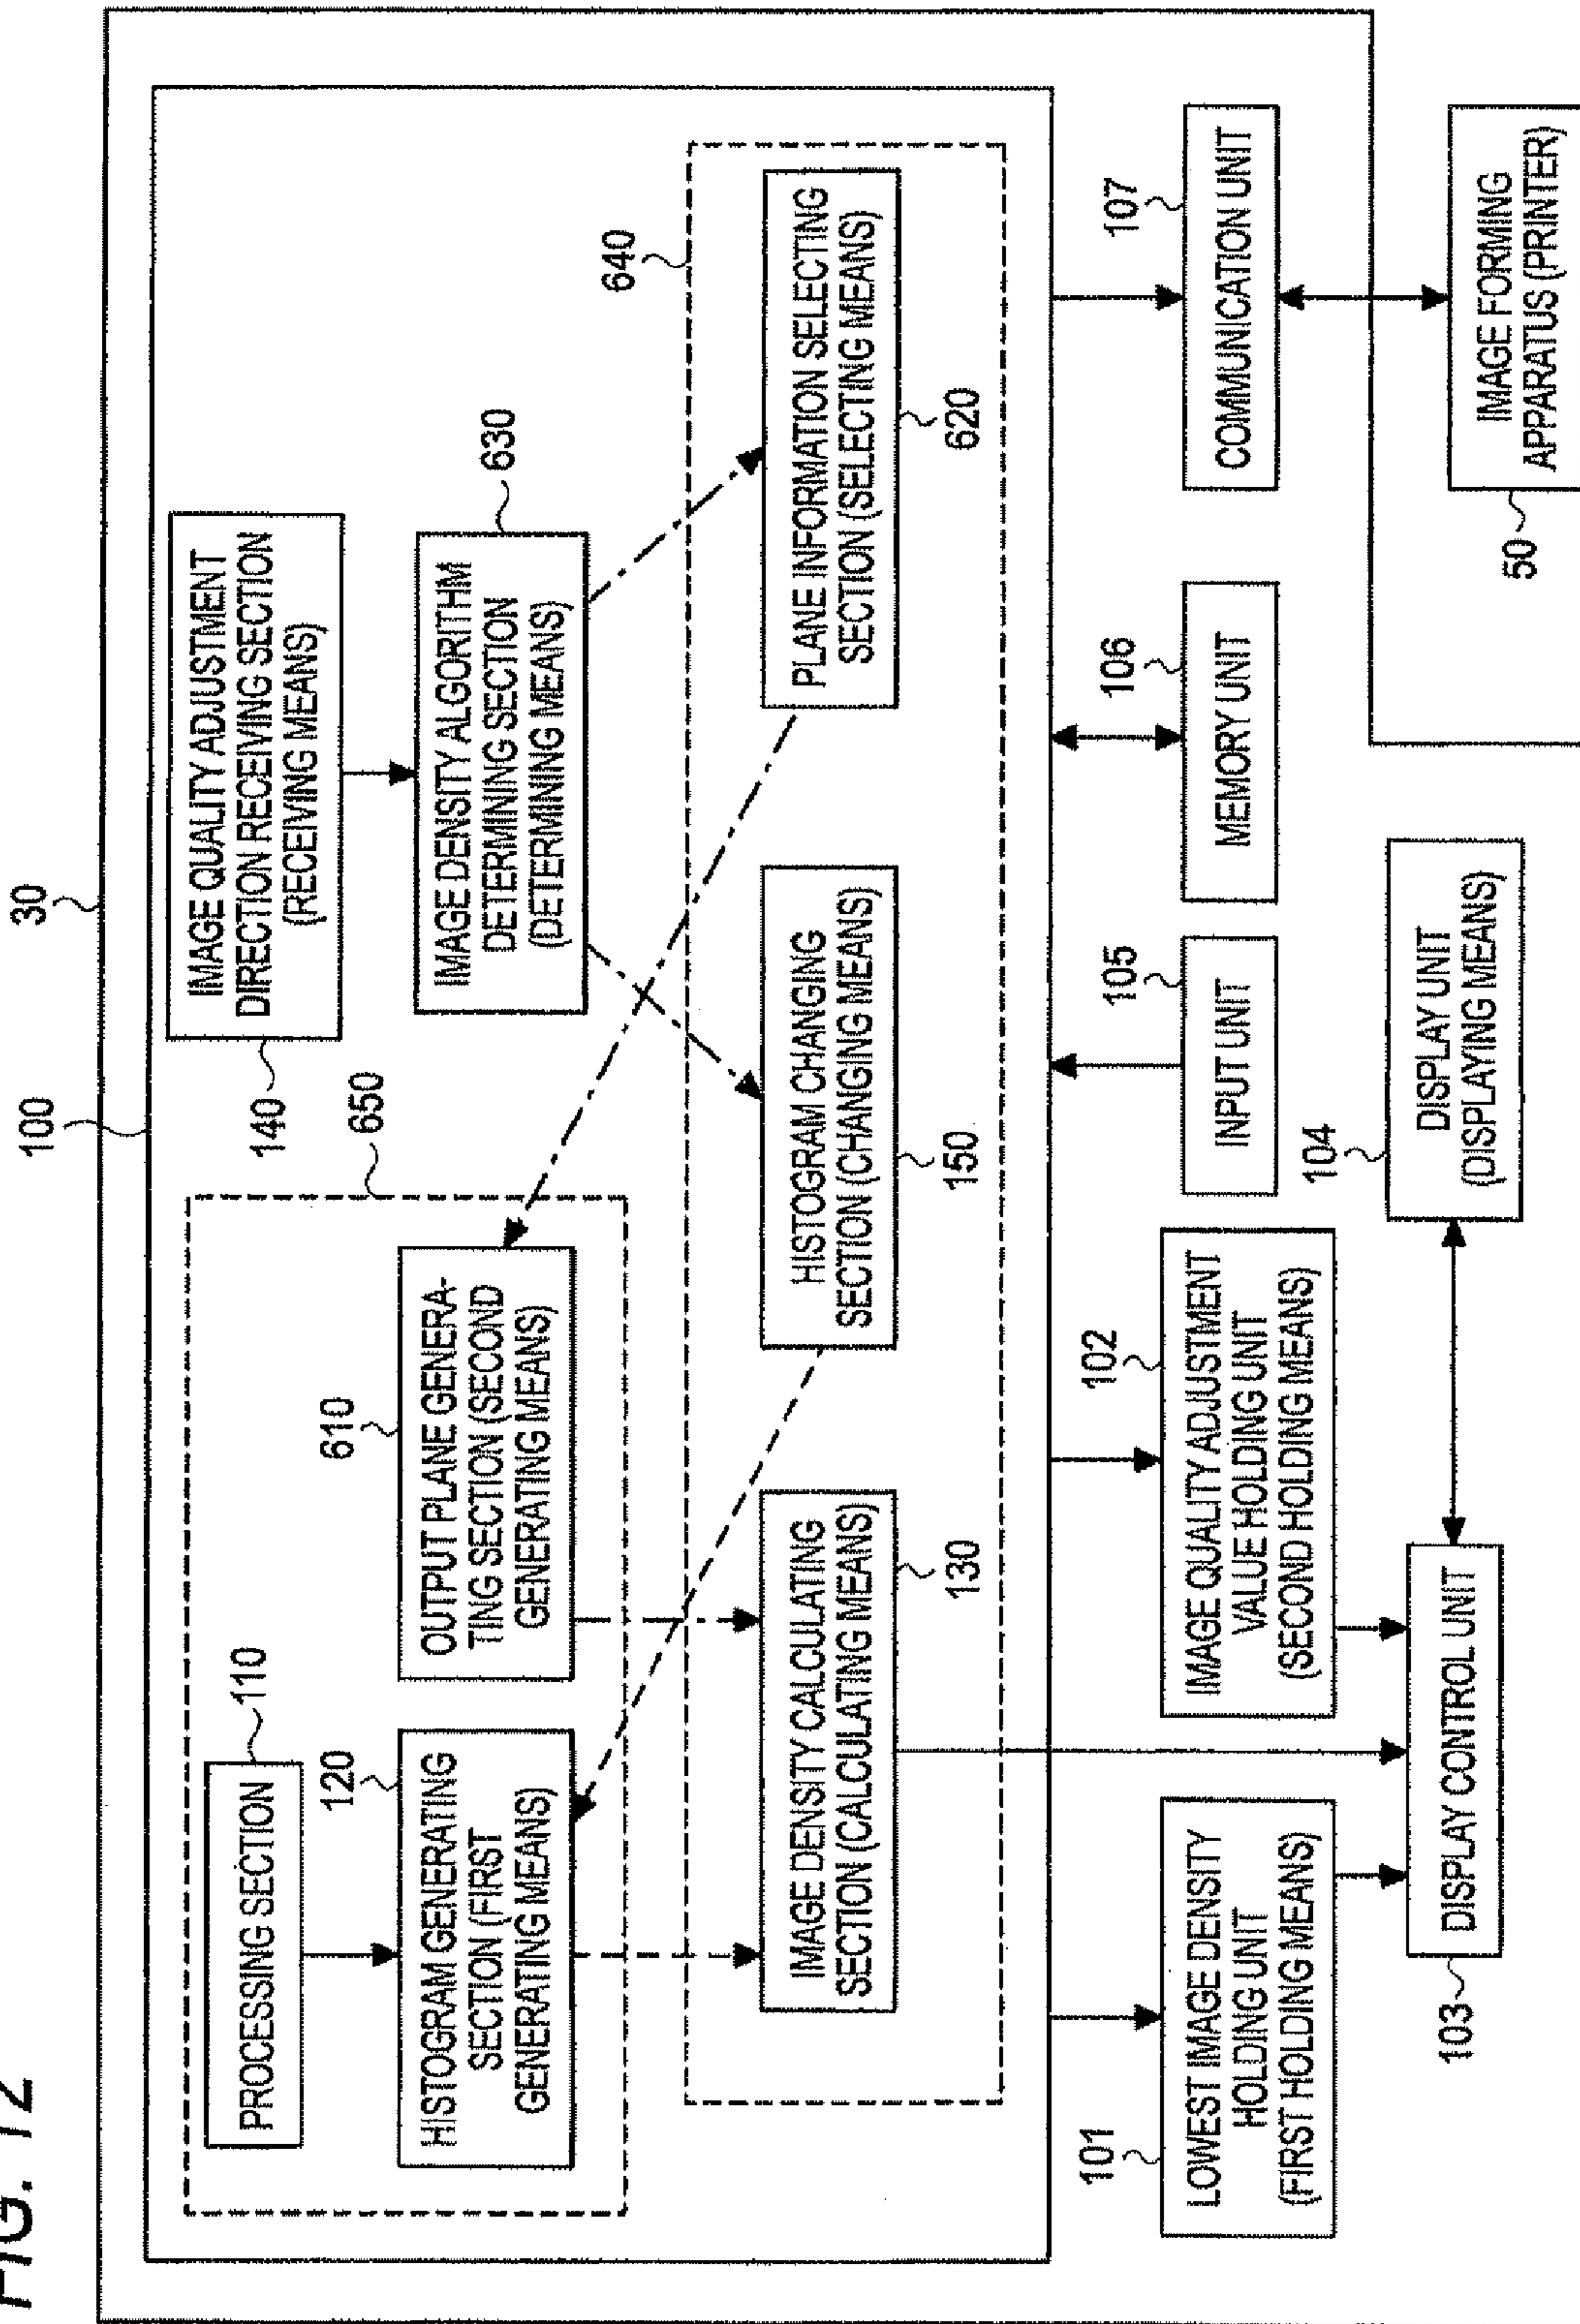 FIG. 12
30
100
PROCESSING SECTION
110
120
HISTOGRAM GENERATING
SECTION (FIRST
GENERATING MEANS)
610
OUTPUT PLANE GENERA-
TING SECTION (SECOND
GENERATING MEANS)
650
140
IMAGE QUALITY ADJUSTMENT
DIRECTION RECEIVING SECTION
(RECEIVING MEANS)
IMAGE DENSITY ALGORITHM
DETERMINING SECTION
(DETERMINING MEANS)
630
640
IMAGE DENSITY CALCULATING
SECTION (CALCULATING MEANS)
130
HISTOGRAM CHANGING
SECTION (CHANGING MEANS)
150
PLANE INFORMATION SELECTING
SECTION (SELECTING MEANS)
620
101
LOWEST IMAGE DENSITY
HOLDING UNIT
(FIRST HOLDING MEANS)
102
IMAGE QUALITY ADJUSTMENT
VALUE HOLDING UNIT
(SECOND HOLDING MEANS)
105
INPUT UNIT
106
MEMORY UNIT
107
COMMUNICATION UNIT
103
DISPLAY CONTROL UNIT
104
DISPLAY UNIT
(DISPLAYING MEANS)
50
IMAGE FORMING
APPARATUS (PRINTER)